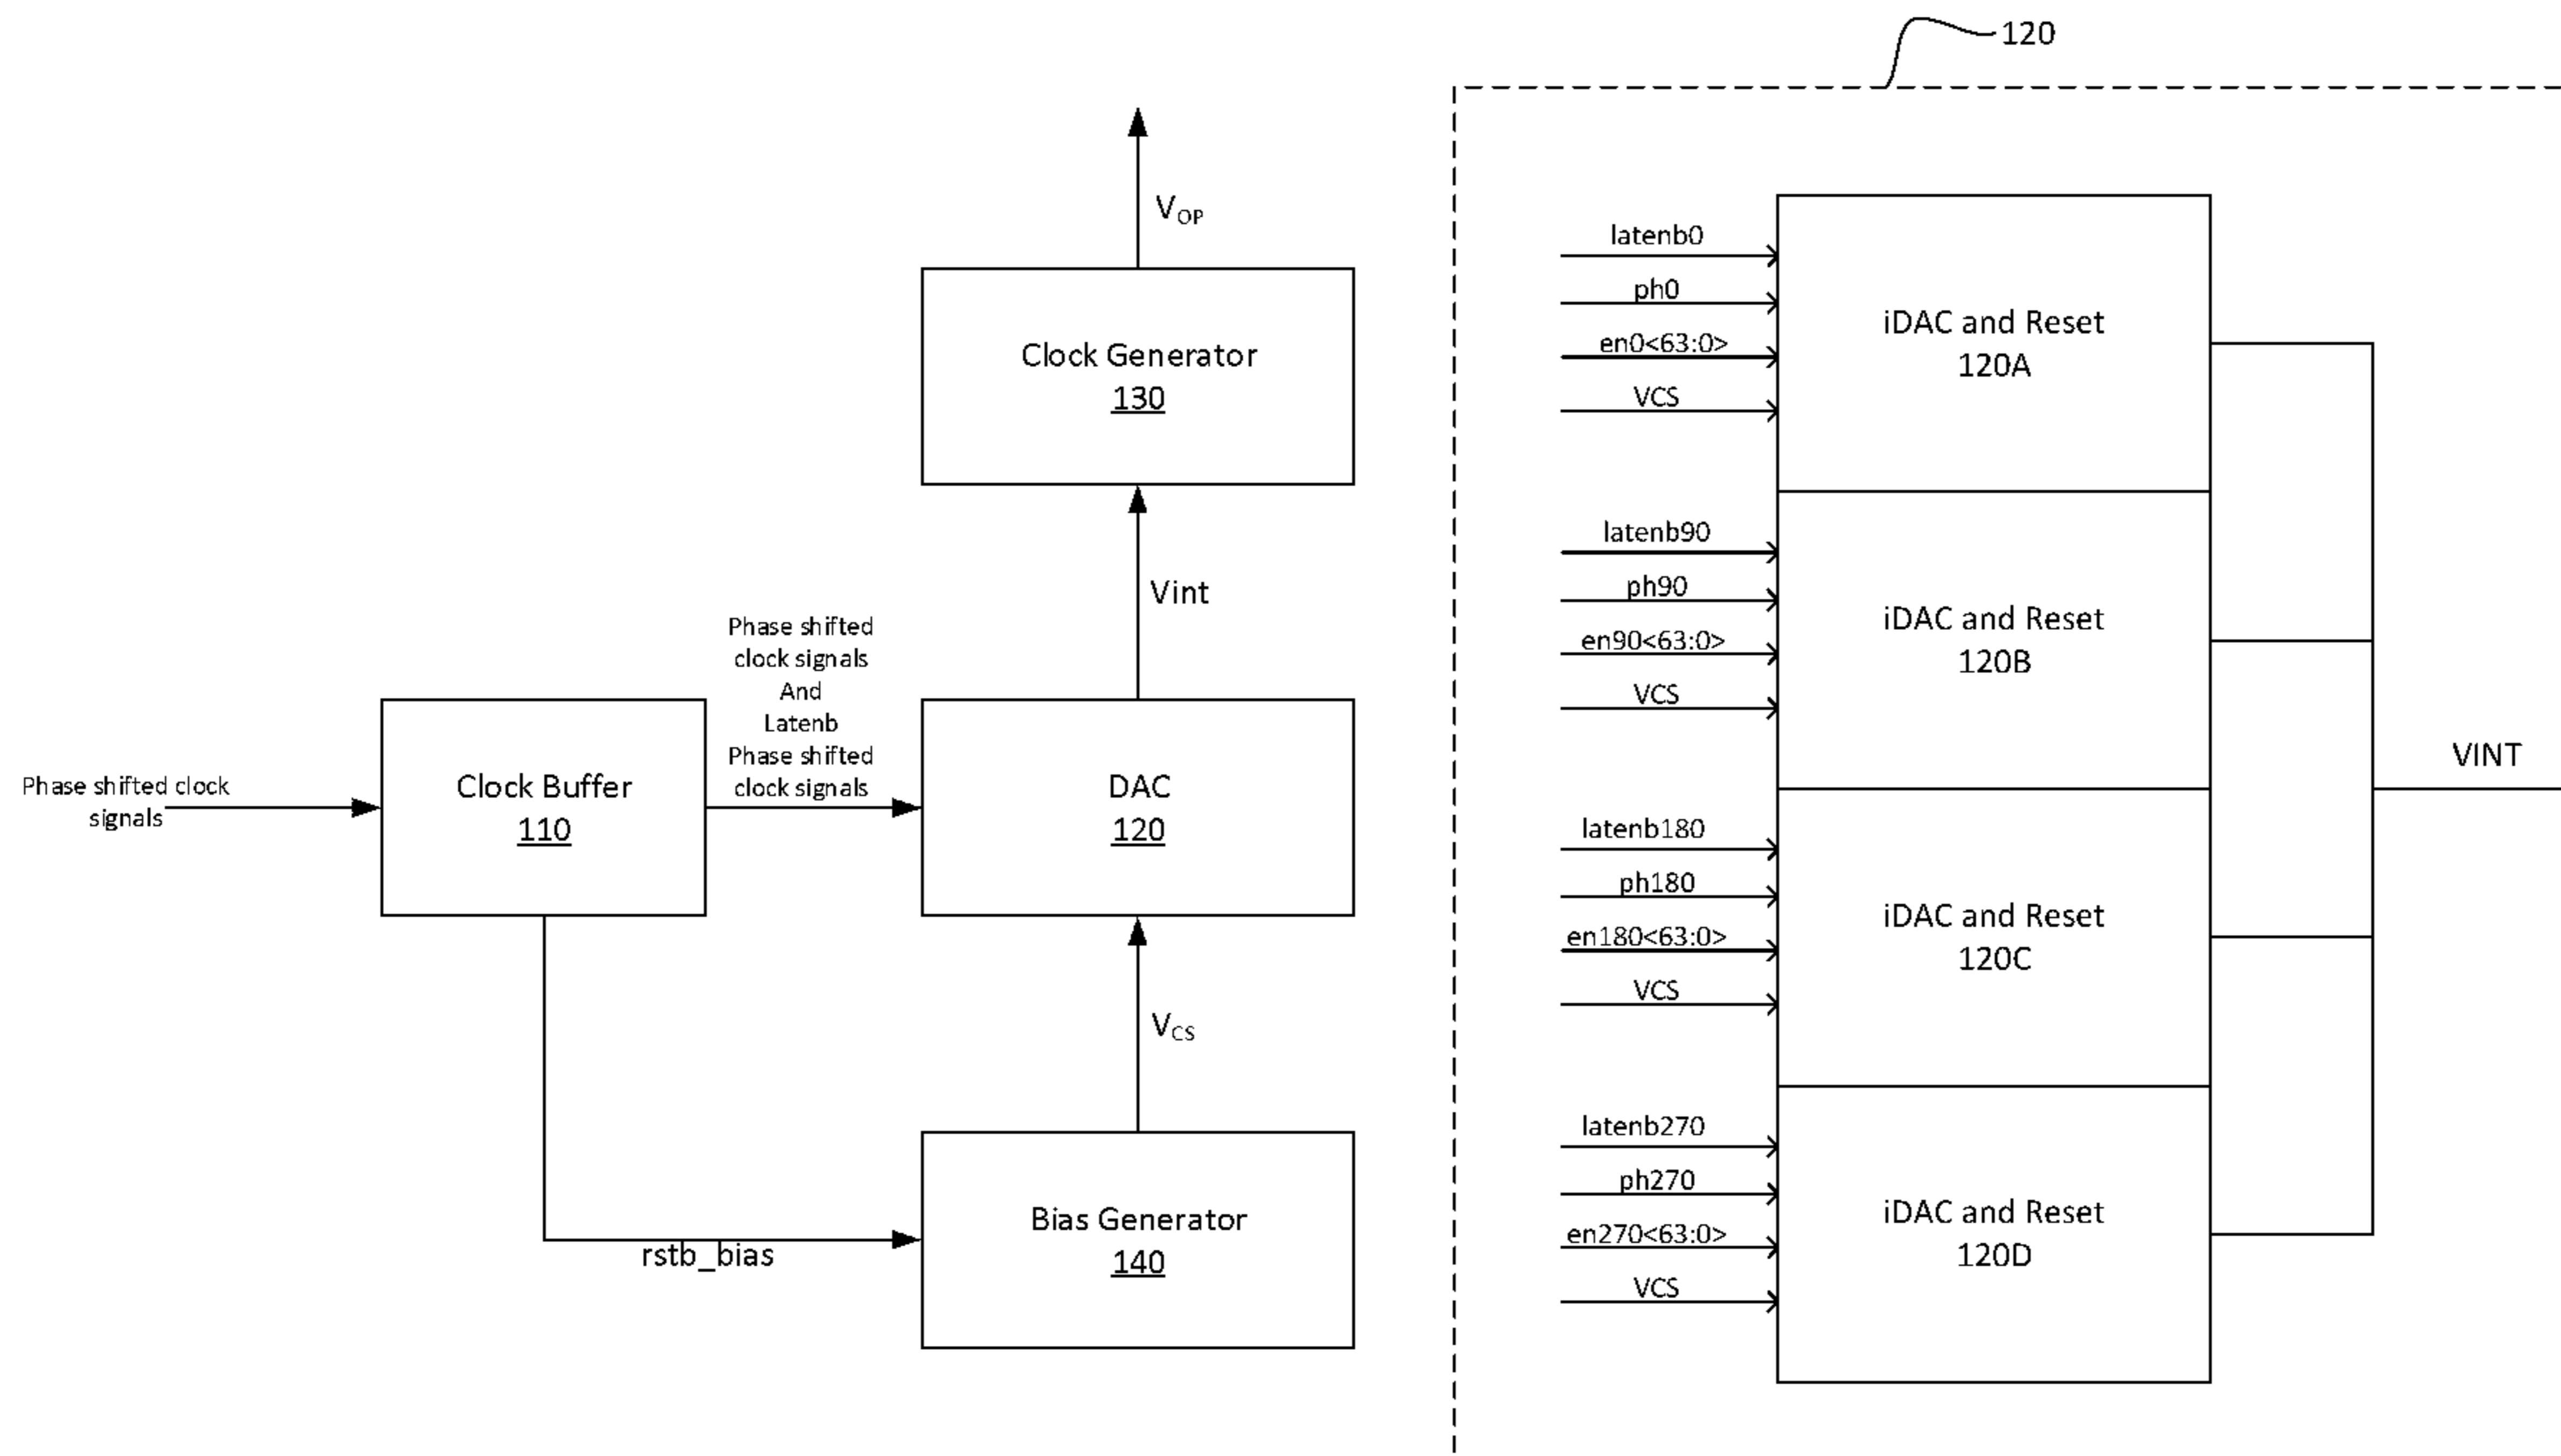 120
V_OP
Clock Generator
130
Vint
Phase shifted
clock signals
And
Latenb
Phase shifted
clock signals
Phase shifted clock
signals
Clock Buffer
110
DAC
120
V_CS
rstb_bias
Bias Generator
140
latenb0
ph0
en0<63:0>
VCS
iDAC and Reset
120A
latenb90
ph90
en90<63:0>
VCS
iDAC and Reset
120B
latenb180
ph180
en180<63:0>
VCS
iDAC and Reset
120C
latenb270
ph270
en270<63:0>
VCS
iDAC and Reset
120D
VINT